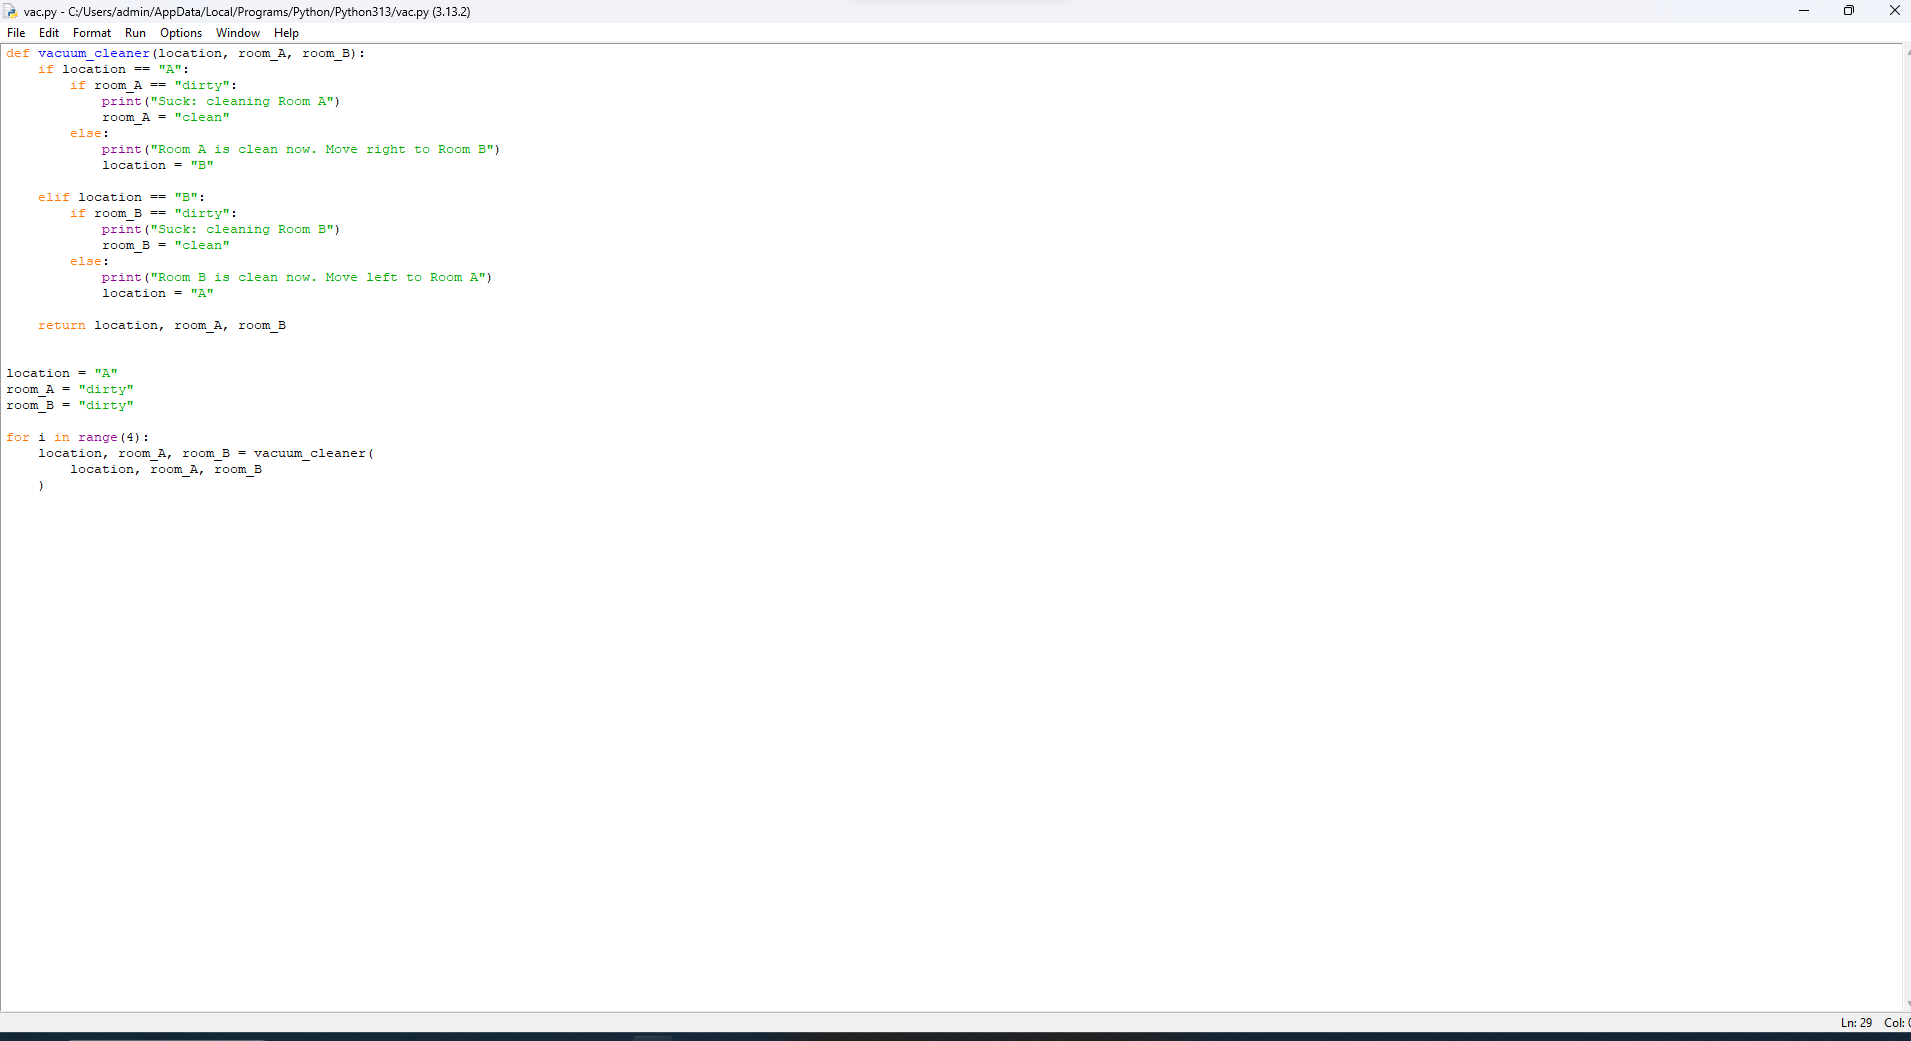 vac.py - C:/Users/admin/AppData/Local/Programs/Python/Python313/vac.py (3.13.2)
File Edit Format Run Options Window Help
def vacuum_cleaner(location, room_A, room_B):
    if location == "A":
        if room_A == "dirty":
            print("Suck: cleaning Room A")
            room_A = "clean"
        else:
            print("Room A is clean now. Move right to Room B")
            location = "B"

    elif location == "B":
        if room_B == "dirty":
            print("Suck: cleaning Room B")
            room_B = "clean"
        else:
            print("Room B is clean now. Move left to Room A")
            location = "A"

    return location, room_A, room_B


location = "A"
room_A = "dirty"
room_B = "dirty"

for i in range(4):
    location, room_A, room_B = vacuum_cleaner(
        location, room_A, room_B
    )
Ln: 29 Col: